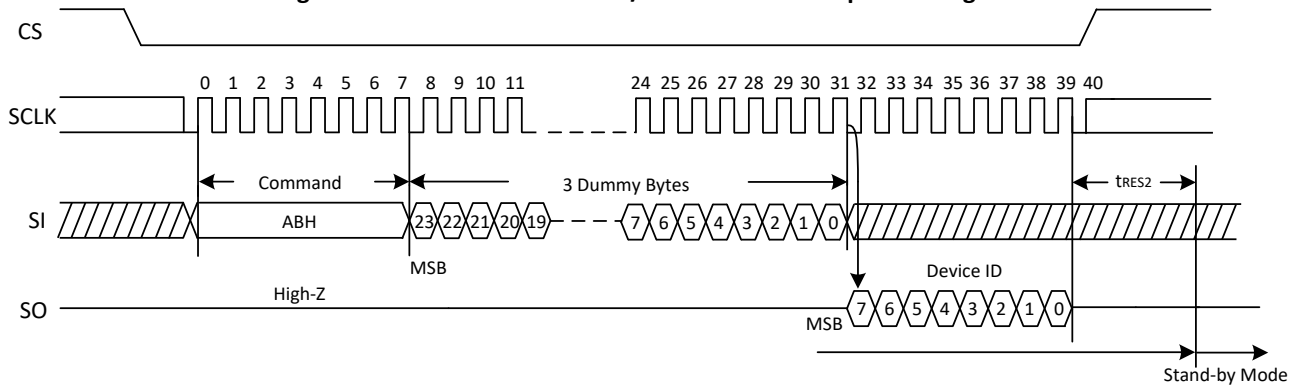 CS
0 1 2 3 4 5 6 7 8 9 10 11 24 25 26 27 28 29 30 31 32 33 34 35 36 37 38 39 40
SCLK
Command 3 Dummy Bytes tRES2
SI ABH 23 22 21 20 19 7 6 5 4 3 2 1 0
MSB
High-Z Device ID
SO 7 6 5 4 3 2 1 0
MSB
Stand-by Mode